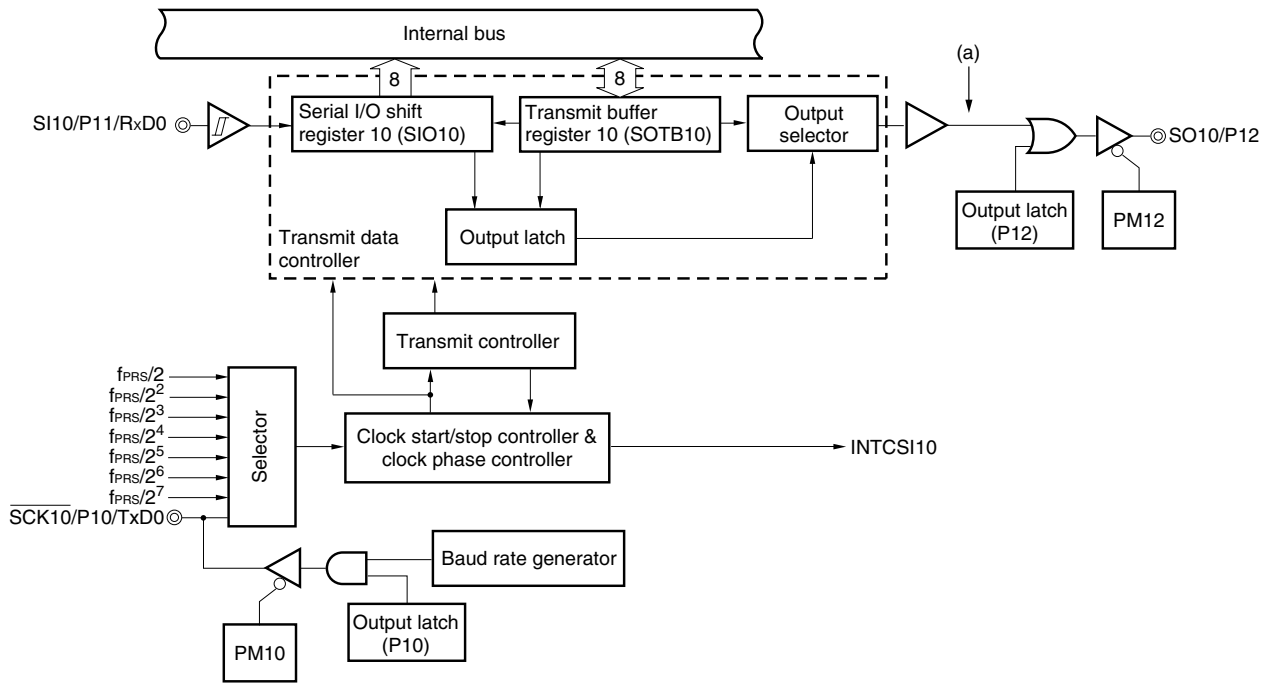 Internal bus
(a)
8
8
SI10/P11/RxD0
Serial I/O shift
register 10 (SIO10)
Transmit buffer
register 10 (SOTB10)
Output
selector
SO10/P12
Output latch
(P12)
PM12
Output latch
Transmit data
controller
Transmit controller
fPRS/2
fPRS/2²
fPRS/2³
fPRS/2⁴
fPRS/2⁵
fPRS/2⁶
fPRS/2⁷
Selector
Clock start/stop controller &
clock phase controller
INTCSI10
SCK10/P10/TxD0
Baud rate generator
Output latch
(P10)
PM10